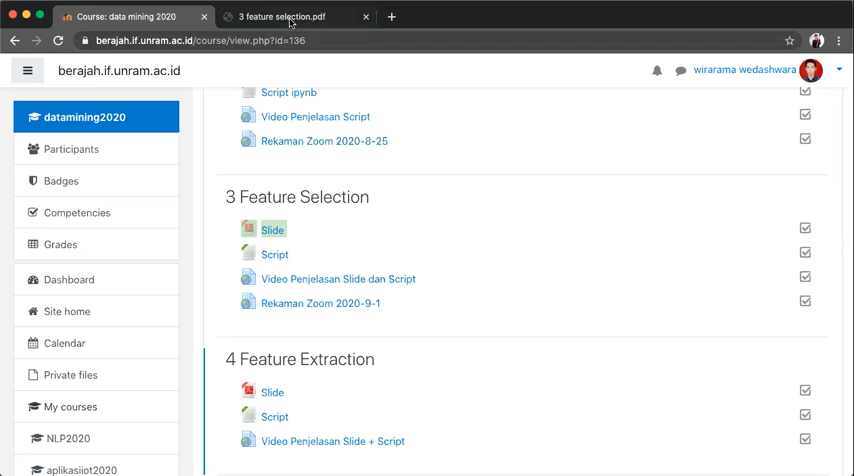 Course: data mining 2020
3 feature selection.pdf
berajah.if.unram.ac.id/course/view.php?id=136
berajah.if.unram.ac.id
wirarama wedashwara
datamining2020
Participants
Badges
Competencies
Grades
Dashboard
Site home
Calendar
Private files
My courses
NLP2020
aplikasiiot2020
Script ipynb
Video Penjelasan Script
Rekaman Zoom 2020-8-25
3 Feature Selection
Slide
Script
Video Penjelasan Slide dan Script
Rekaman Zoom 2020-9-1
4 Feature Extraction
Slide
Script
Video Penjelasan Slide + Script